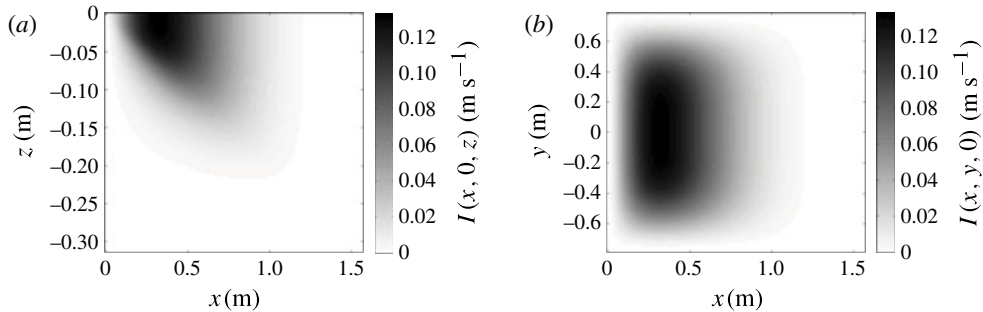 (a)
0
–0.05
–0.10
–0.15
–0.20
–0.25
–0.30
z (m)
0 0.5 1.0 1.5
x (m)
0.12
0.10
0.08
0.06
0.04
0.02
0
I (x, 0, z) (m s−1)
(b)
0.6
0.4
0.2
0
–0.2
–0.4
–0.6
y (m)
0 0.5 1.0 1.5
x (m)
0.12
0.10
0.08
0.06
0.04
0.02
0
I (x, y, 0) (m s−1)